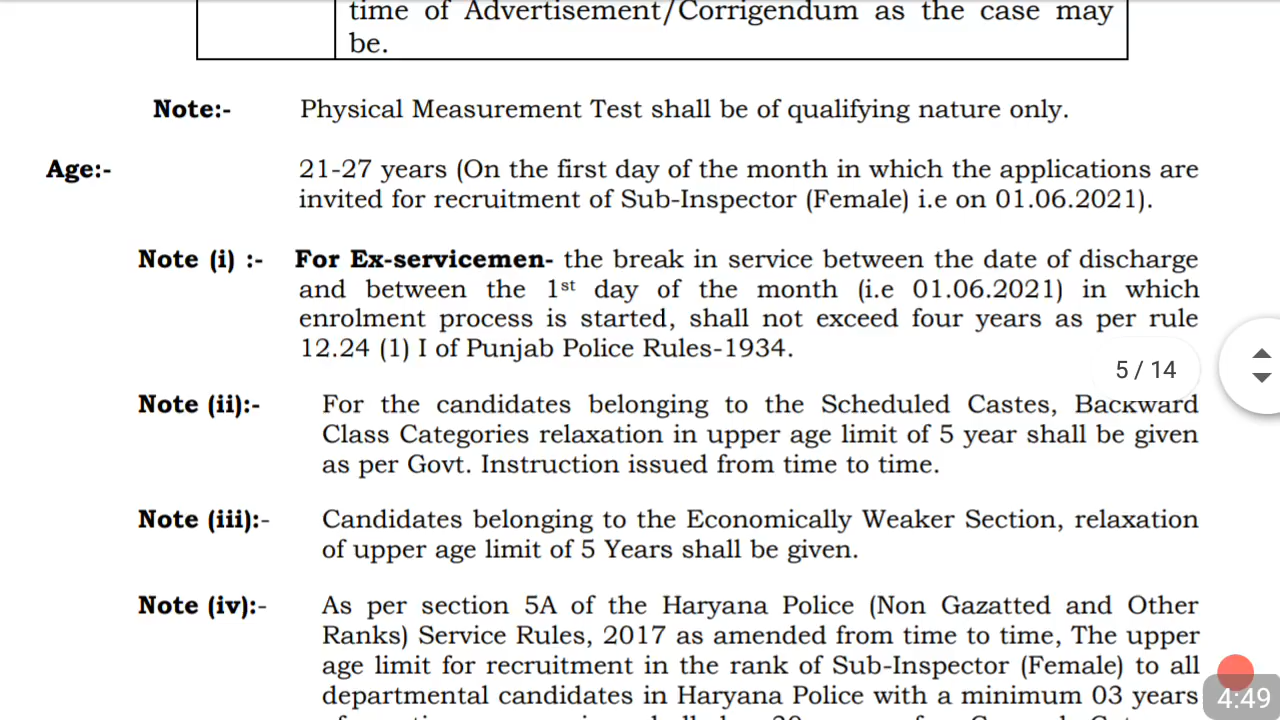 time of Advertisement/Corrigendum as the case may
be.
Note:- Physical Measurement Test shall be of qualifying nature only.
Age:- 21-27 years (On the first day of the month in which the applications are
invited for recruitment of Sub-Inspector (Female) i.e on 01.06.2021).
Note (i) :- For Ex-servicemen- the break in service between the date of discharge
and between the 1st day of the month (i.e 01.06.2021) in which
enrolment process is started, shall not exceed four years as per rule
12.24 (1) I of Punjab Police Rules-1934.
5 / 14
Note (ii):- For the candidates belonging to the Scheduled Castes, Backward
Class Categories relaxation in upper age limit of 5 year shall be given
as per Govt. Instruction issued from time to time.
Note (iii):- Candidates belonging to the Economically Weaker Section, relaxation
of upper age limit of 5 Years shall be given.
Note (iv):- As per section 5A of the Haryana Police (Non Gazatted and Other
Ranks) Service Rules, 2017 as amended from time to time, The upper
age limit for recruitment in the rank of Sub-Inspector (Female) to all
departmental candidates in Haryana Police with a minimum 03 years
4:49